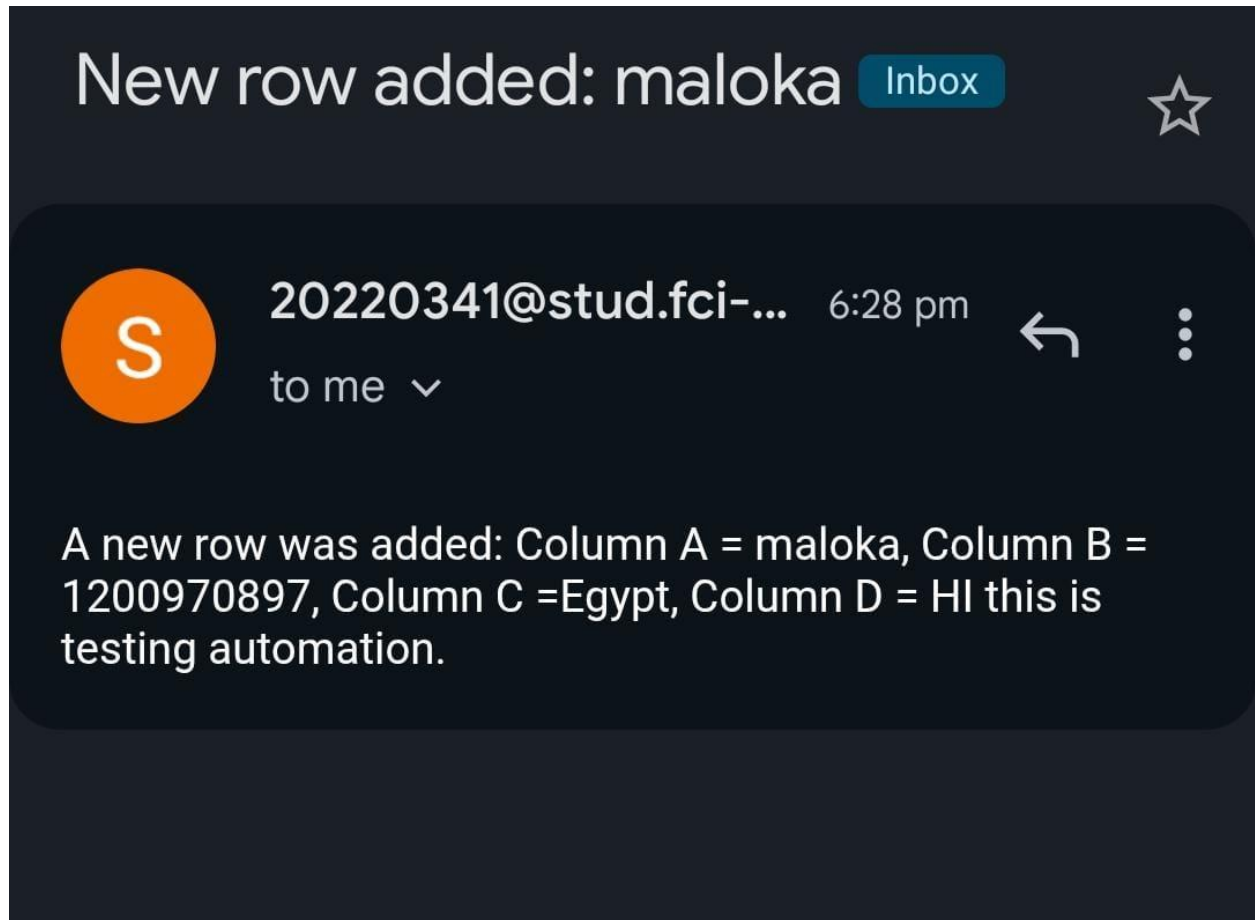 New row added: maloka Inbox
S
20220341@stud.fci-... 6:28 pm
to me
A new row was added: Column A = maloka, Column B =
1200970897, Column C =Egypt, Column D = HI this is
testing automation.